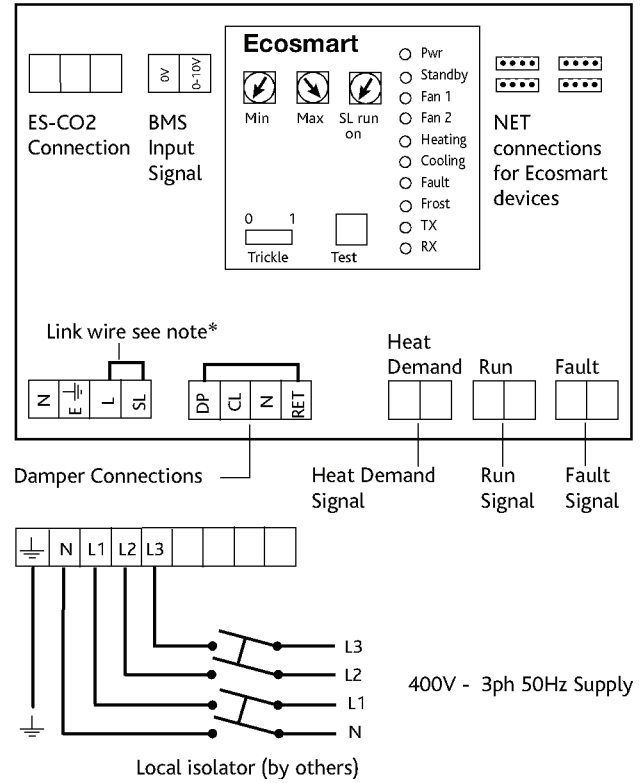 Ecosmart
Min
Max
SL run
on
0 1
Trickle
Test
Pwr
Standby
Fan 1
Fan 2
Heating
Cooling
Fault
Frost
TX
RX
0V
0-10V
ES-CO2
Connection
BMS
Input
Signal
NET
connections
for Ecosmart
devices
Link wire see note*
N E L SL
DP CL N RET
Heat
Demand
Run
Fault
Damper Connections
Heat Demand
Signal
Run
Signal
Fault
Signal
N L1 L2 L3
L3
L2
L1
N
400V - 3ph 50Hz Supply
Local isolator (by others)